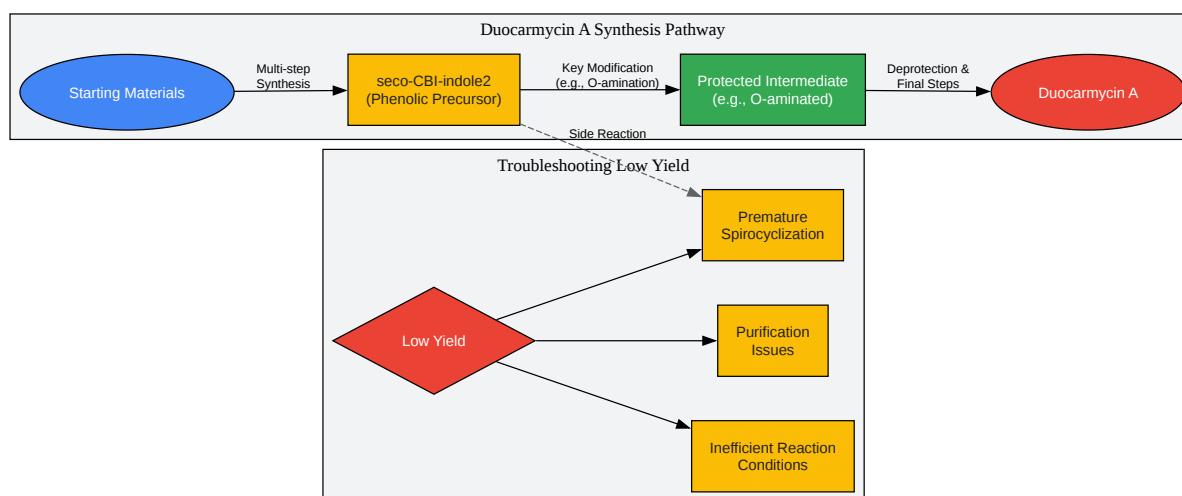 Duocarmycin A Synthesis Pathway
Starting Materials
Multi-step
Synthesis
seco-CBI-indole2
(Phenolic Precursor)
Key Modification
(e.g., O-amination)
Protected Intermediate
(e.g., O-aminated)
Deprotection &
Final Steps
Duocarmycin A
Side Reaction
Troubleshooting Low Yield
Premature
Spirocyclization
Low Yield
Purification
Issues
Inefficient Reaction
Conditions